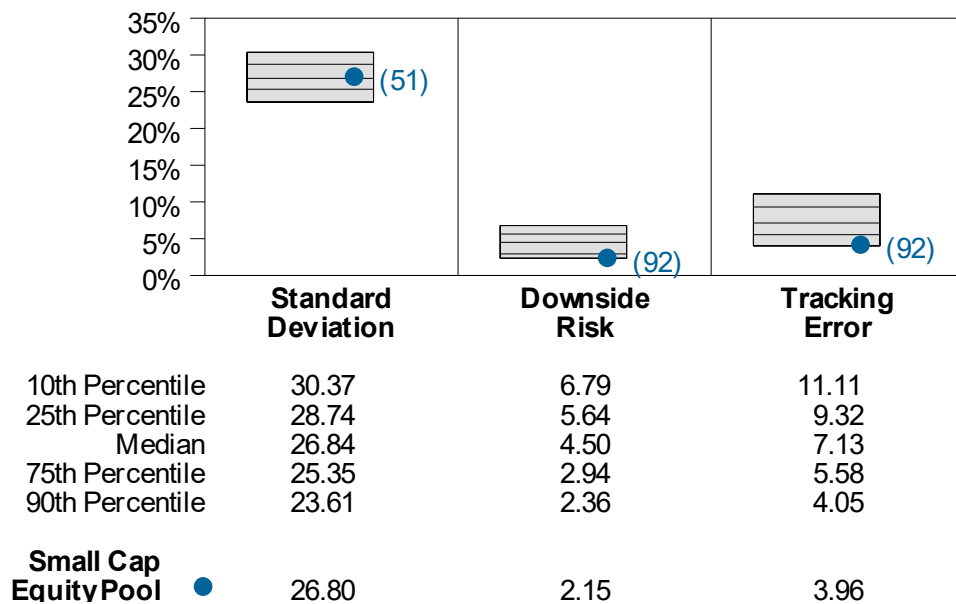 35%
30%
25%
20%
15%
10%
5%
0%
(51)
(92)
(92)
Standard Deviation
Downside Risk
Tracking Error
10th Percentile 30.37 6.79 11.11
25th Percentile 28.74 5.64 9.32
Median 26.84 4.50 7.13
75th Percentile 25.35 2.94 5.58
90th Percentile 23.61 2.36 4.05
Small Cap
Equity Pool 26.80 2.15 3.96